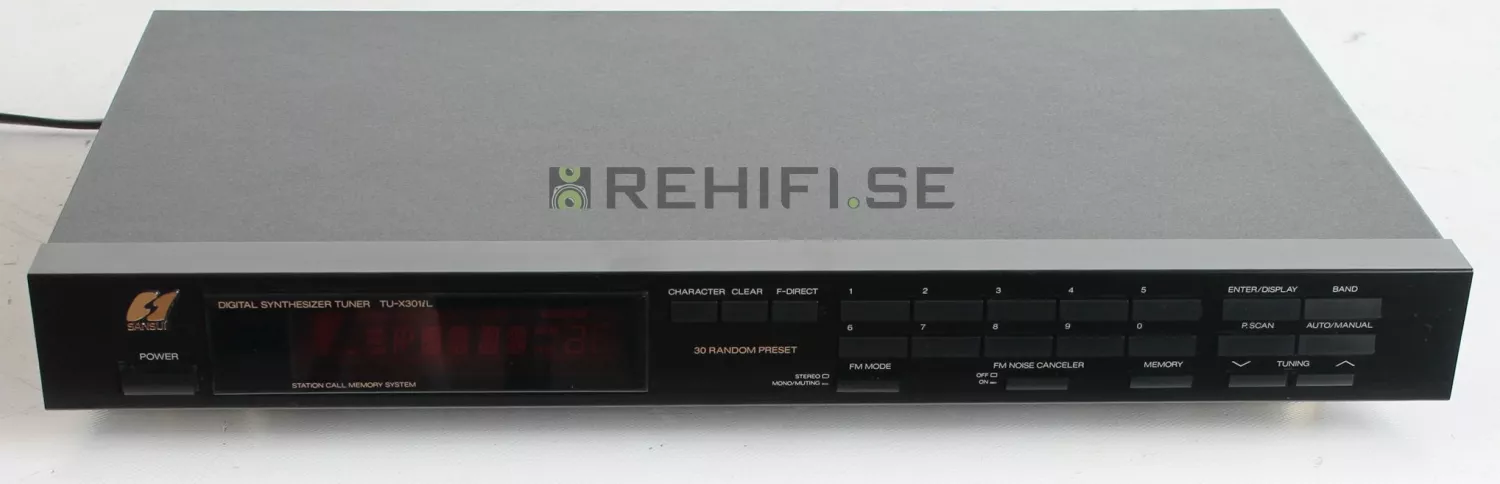 REHIFI.SE
SANSUI
POWER
DIGITAL SYNTHESIZER TUNER TU-X301i/L
STATION CALL MEMORY SYSTEM
CHARACTER CLEAR F-DIRECT
30 RANDOM PRESET
1 2 3 4 5
6 7 8 9 0
STEREO
MONO/MUTING
FM MODE
OFF
ON
FM NOISE CANCELER
MEMORY
ENTER/DISPLAY BAND
P.SCAN AUTO/MANUAL
TUNING